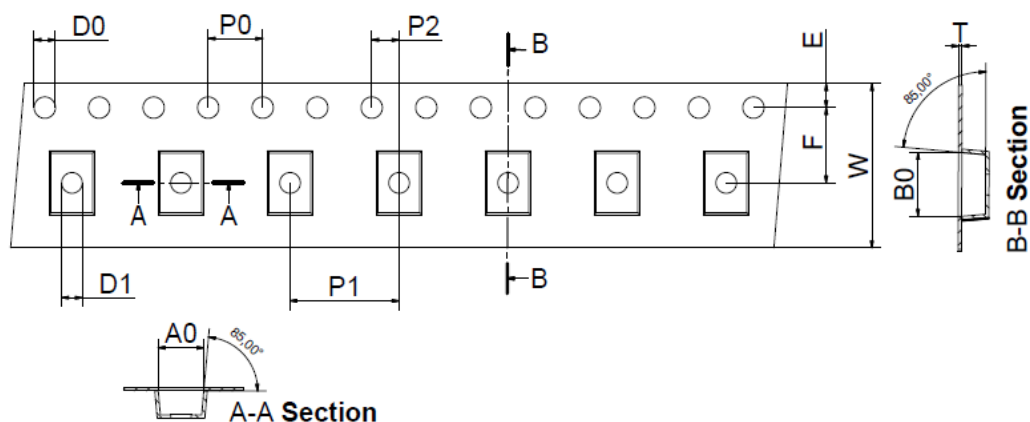 D0
P0
P2
B
E
T
85,00°
F
W
B0
B-B Section
A
A
D1
P1
B
A0
85,00°
A-A Section